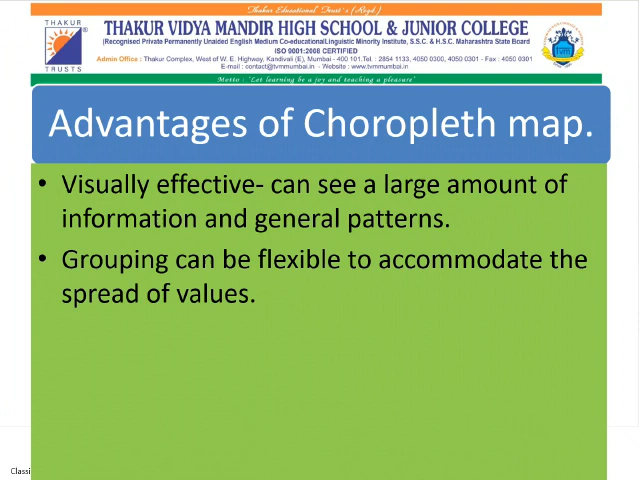 Thakur Educational Trust's (Regd.)
THAKUR VIDYA MANDIR HIGH SCHOOL & JUNIOR COLLEGE
(Recognised Private Permanently Unaided English Medium Co-educational/Linguistic Minority Institute, S.S.C. & H.S.C. Maharashtra State Board
ISO 9001:2008 CERTIFIED
Admin Office : Thakur Complex, West of W. E. Highway, Kandivali (E), Mumbai - 400 101.Tel. : 2854 1133, 4050 0300, 4050 0301 - Fax : 4050 0301
E-mail : contact@tvmmumbai.in - Website : www.tvmmumbai.in
THAKUR
®
TRUSTS
Motto : 'Let learning be a joy and teaching a pleasure'
Advantages of Choropleth map.
• Visually effective- can see a large amount of
information and general patterns.
• Grouping can be flexible to accommodate the
spread of values.
Classi